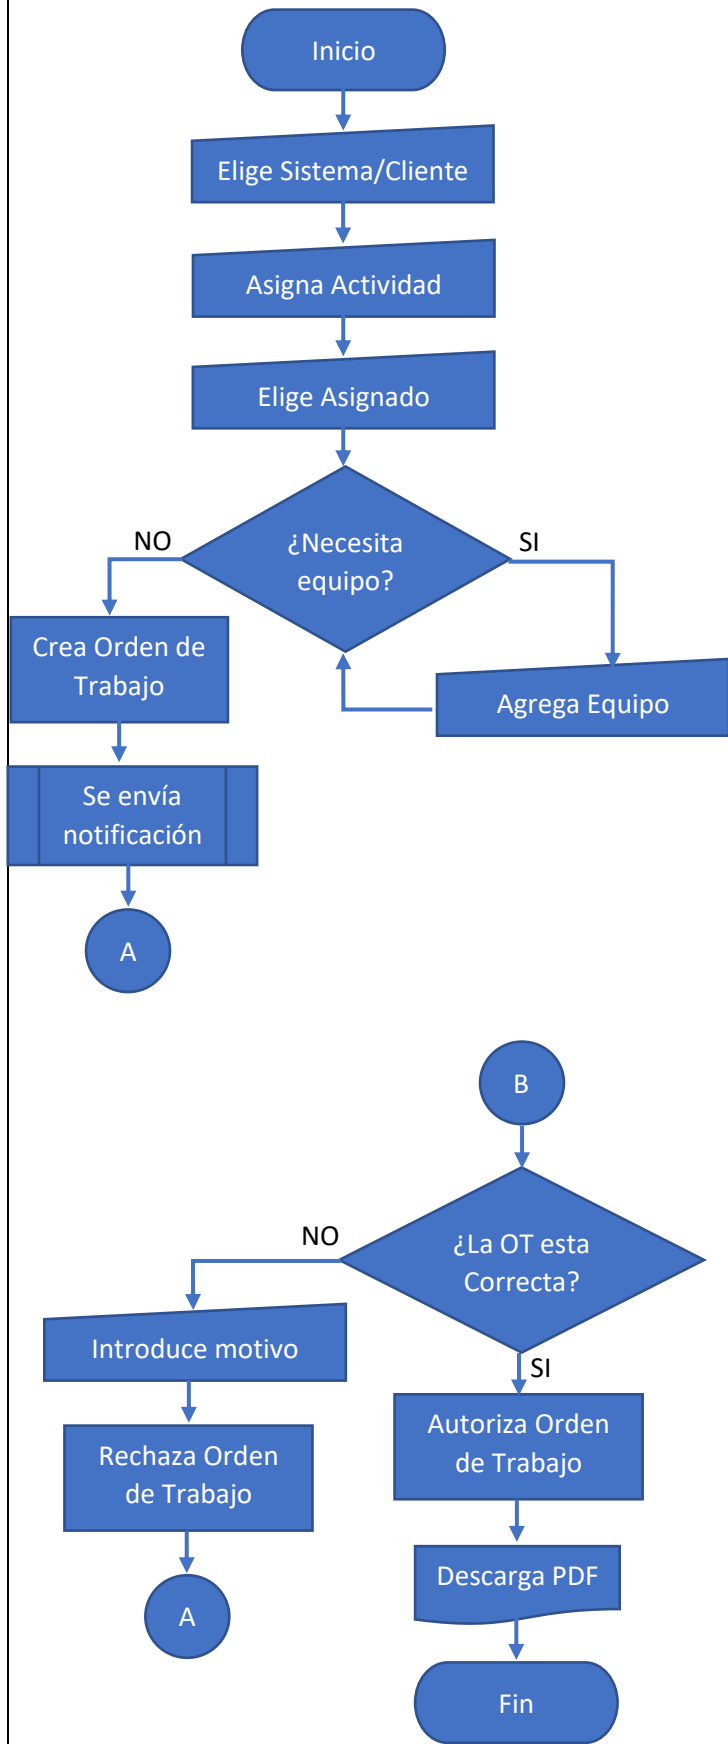 Inicio
Elige Sistema/Cliente
Asigna Actividad
Elige Asignado
NO
¿Necesita
equipo?
SI
Crea Orden de
Trabajo
Agrega Equipo
Se envía
notificación
A
B
NO
¿La OT esta
Correcta?
Introduce motivo
SI
Rechaza Orden
de Trabajo
Autoriza Orden
de Trabajo
Descarga PDF
A
Fin